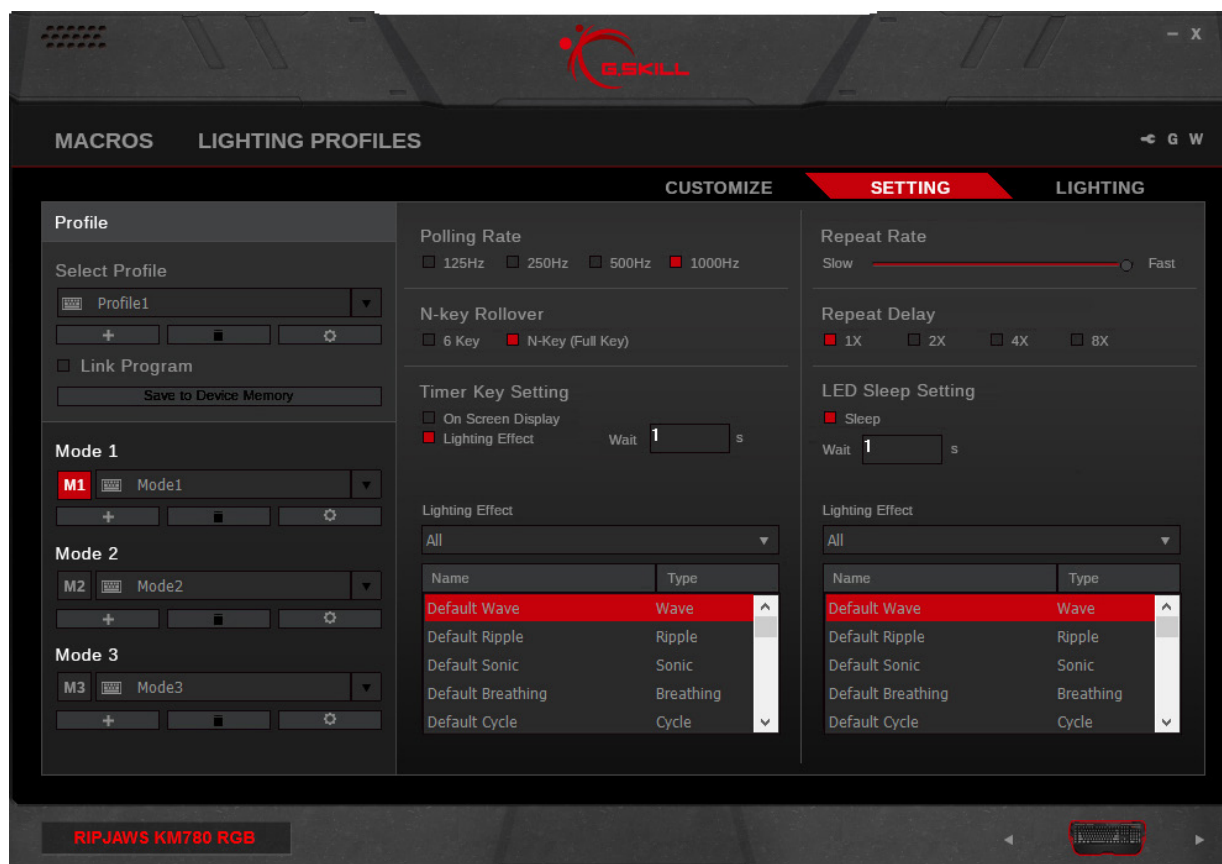 – X
G.SKILL
MACROS LIGHTING PROFILES
G W
CUSTOMIZE SETTING LIGHTING
Profile
Select Profile
Profile1
Link Program
Save to Device Memory
Mode 1
M1 Mode1
Mode 2
M2 Mode2
Mode 3
M3 Mode3
Polling Rate
125Hz 250Hz 500Hz 1000Hz
N-key Rollover
6 Key N-Key (Full Key)
Timer Key Setting
On Screen Display
Lighting Effect Wait 1 s
Lighting Effect
All
Name Type
Default Wave Wave
Default Ripple Ripple
Default Sonic Sonic
Default Breathing Breathing
Default Cycle Cycle
Repeat Rate
Slow Fast
Repeat Delay
1X 2X 4X 8X
LED Sleep Setting
Sleep
Wait 1 s
Lighting Effect
All
Name Type
Default Wave Wave
Default Ripple Ripple
Default Sonic Sonic
Default Breathing Breathing
Default Cycle Cycle
RIPJAWS KM780 RGB